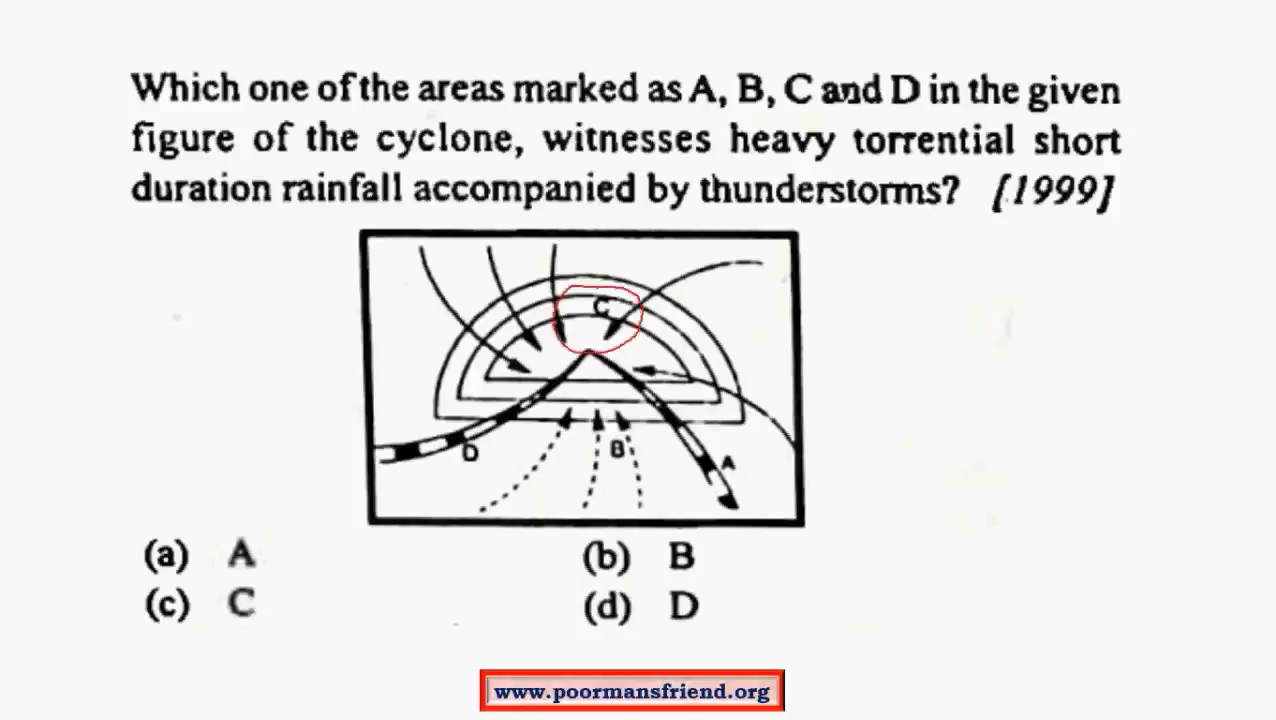 Which one of the areas marked as A, B, C and D in the given
figure of the cyclone, witnesses heavy torrential short
duration rainfall accompanied by thunderstorms? [1999]
C
D
B
A
(a) A
(b) B
(c) C
(d) D
www.poormansfriend.org